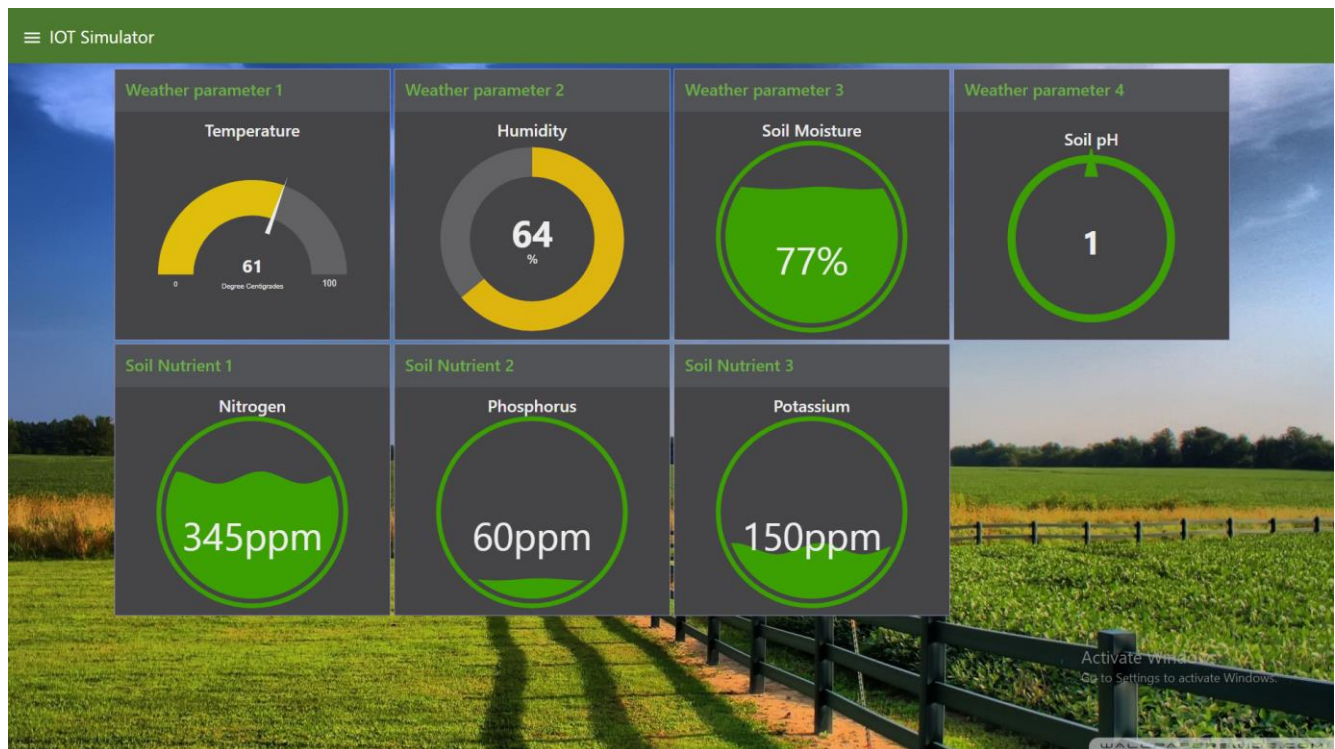 IOT Simulator
Weather parameter 1
Temperature
61
0
Degree Centigrades
100
Weather parameter 2
Humidity
64
%
Weather parameter 3
Soil Moisture
77%
Weather parameter 4
Soil pH
1
Soil Nutrient 1
Nitrogen
345ppm
Soil Nutrient 2
Phosphorus
60ppm
Soil Nutrient 3
Potassium
150ppm
Activate Windows
Go to Settings to activate Windows.